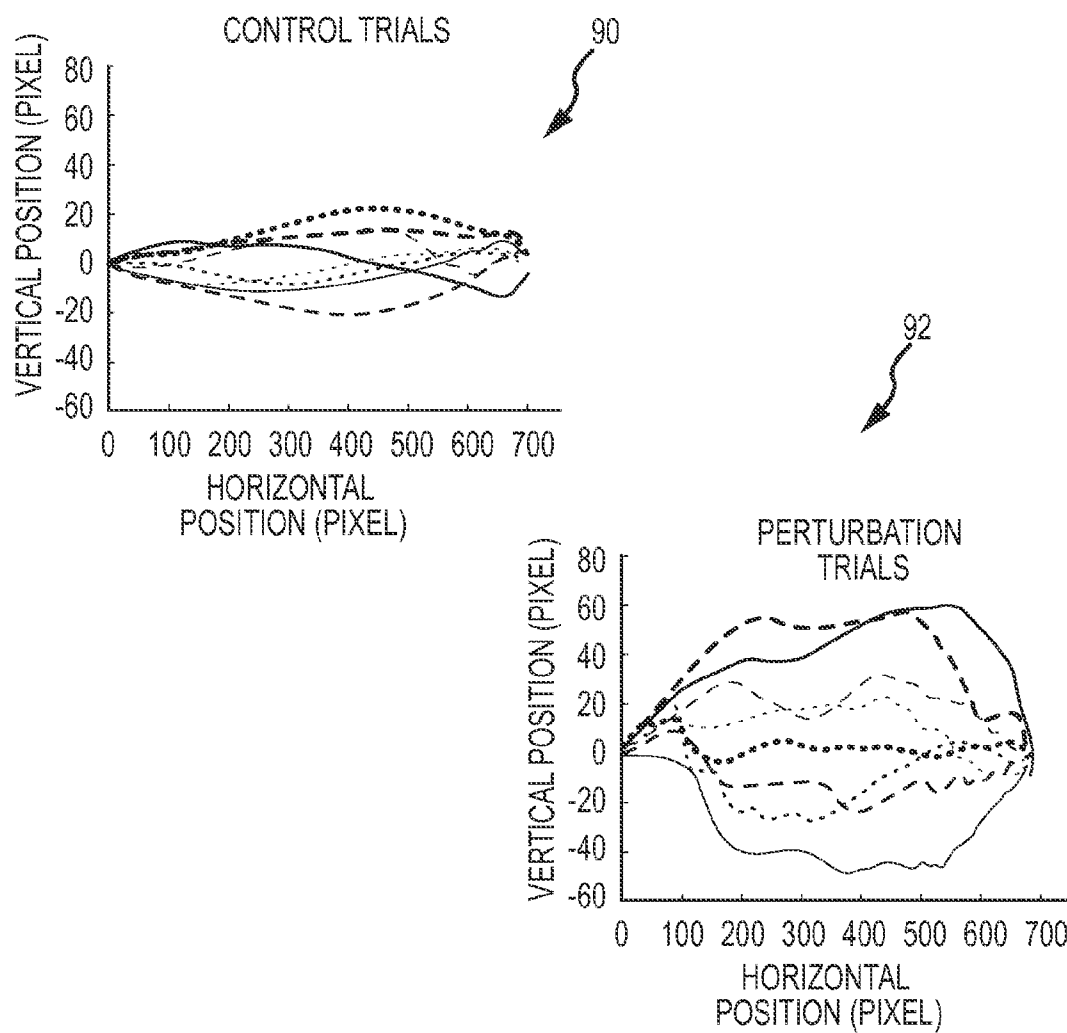 CONTROL TRIALS
90
VERTICAL POSITION (PIXEL)
80
60
40
20
0
-20
-40
-60
0 100 200 300 400 500 600 700
HORIZONTAL
POSITION (PIXEL)
92
PERTURBATION
TRIALS
VERTICAL POSITION (PIXEL)
80
60
40
20
0
-20
-40
-60
0 100 200 300 400 500 600 700
HORIZONTAL
POSITION (PIXEL)